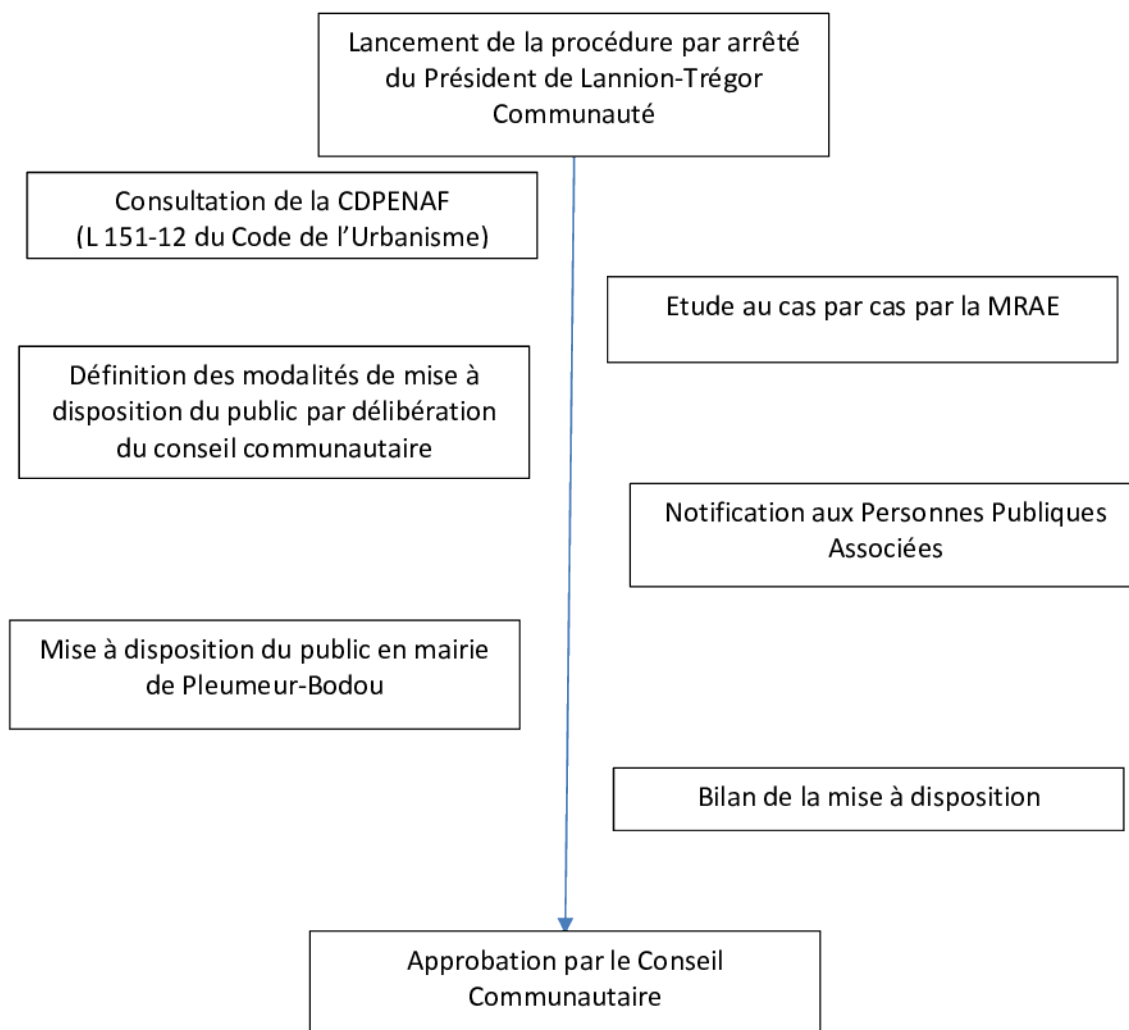 Lancement de la procédure par arrêté
du Président de Lannion-Trégor
Communauté
Consultation de la CDPENAF
(L 151-12 du Code de l’Urbanisme)
Etude au cas par cas par la MRAE
Définition des modalités de mise à
disposition du public par délibération
du conseil communautaire
Notification aux Personnes Publiques
Associées
Mise à disposition du public en mairie
de Pleumeur-Bodou
Bilan de la mise à disposition
Approbation par le Conseil
Communautaire